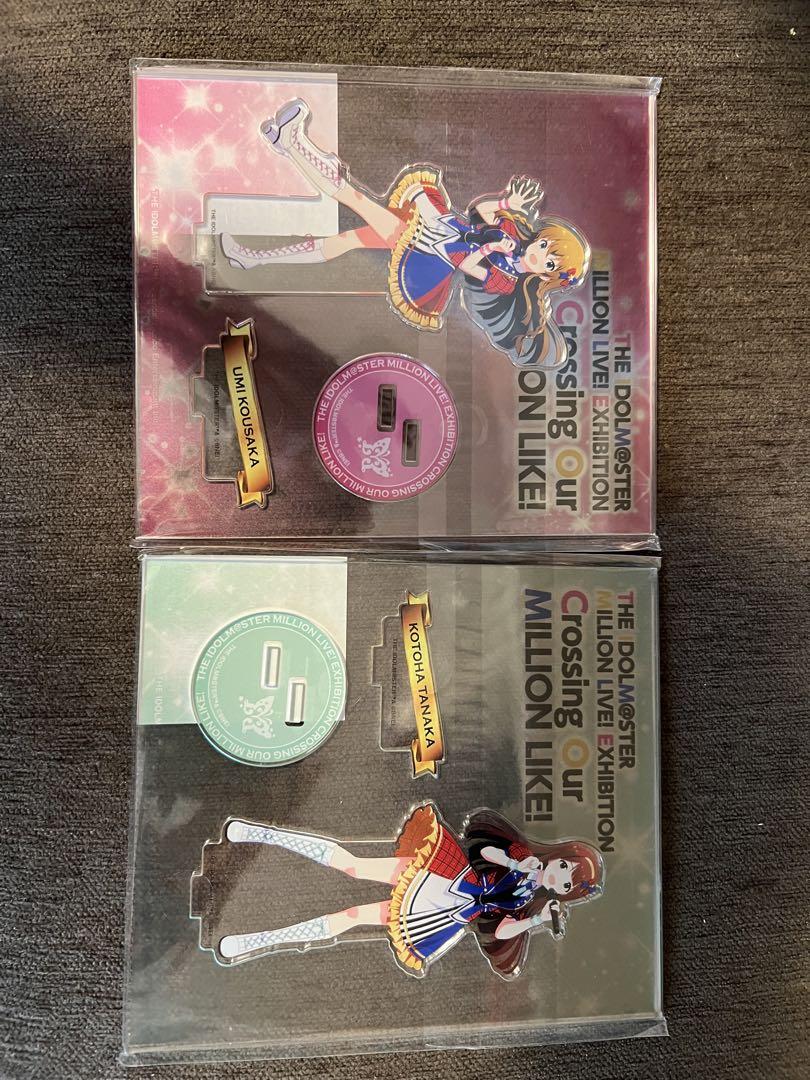 THE IDOLM@STER
MILLION LIVE! EXHIBITION
Crossing Our
MILLION LIKE!
UMI KOUSAKA
THE IDOLM@STER MILLION LIVE! EXHIBITION CROSSING OUR MILLION LIKE!
THE IDOLM@STER
MILLION LIVE! EXHIBITION
Crossing Our
MILLION LIKE!
KOTOHA TANAKA
THE IDOLM@STER MILLION LIVE! EXHIBITION CROSSING OUR MILLION LIKE!